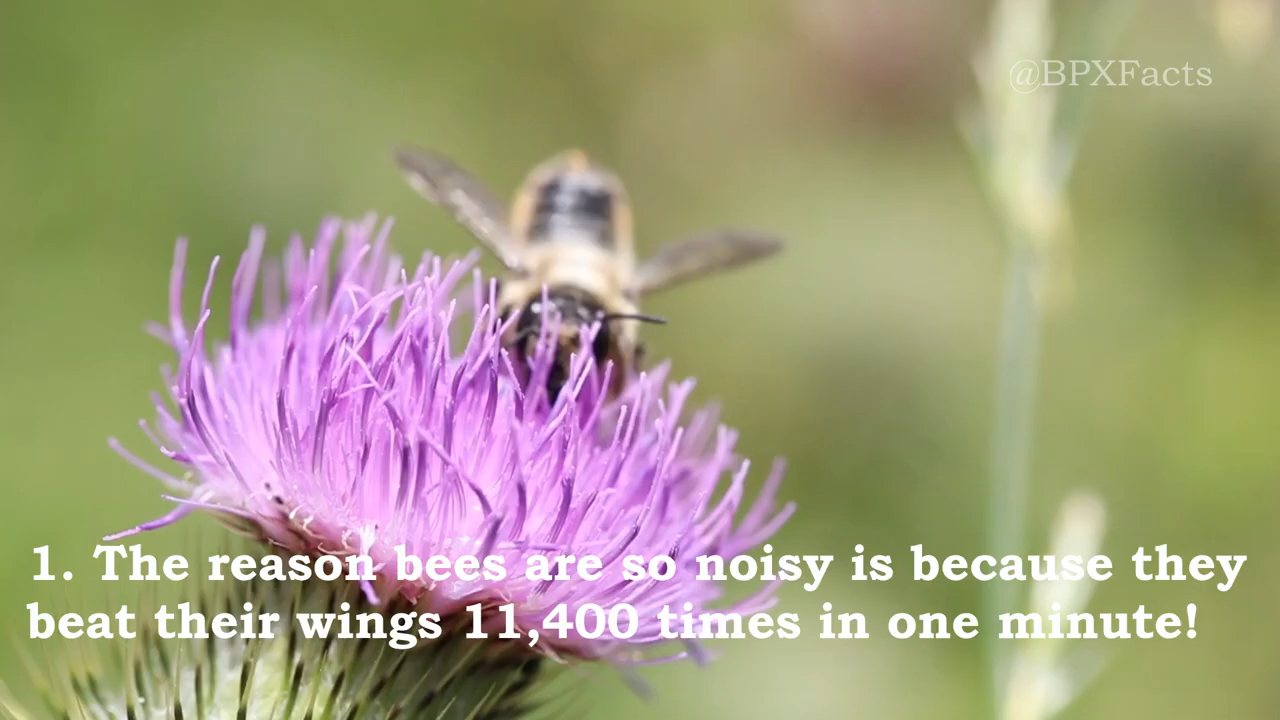 @BPXFacts
1. The reason bees are so noisy is because they
beat their wings 11,400 times in one minute!